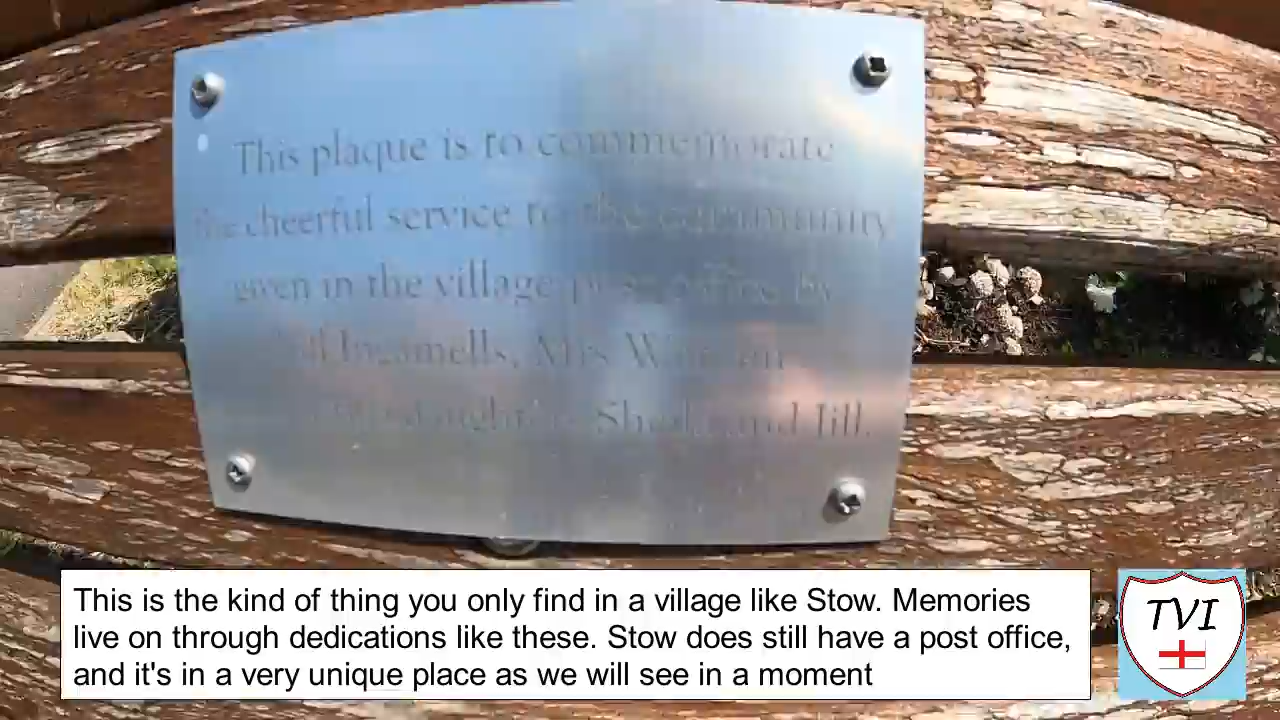 This plaque is to commemorate
the cheerful service to the community
given in the village post office by
Incamells, Mrs
Sheila and Jill.
This is the kind of thing you only find in a village like Stow. Memories
live on through dedications like these. Stow does still have a post office,
and it's in a very unique place as we will see in a moment
TVI